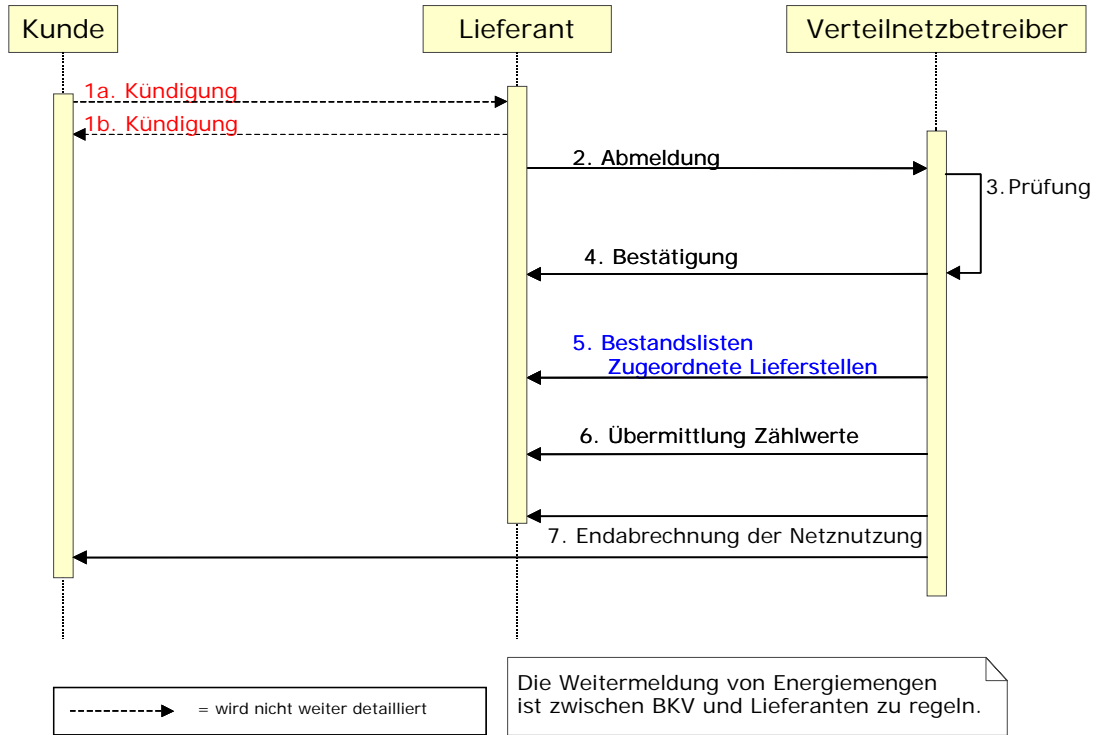 Kunde
Lieferant
Verteilnetzbetreiber
1a. Kündigung
1b. Kündigung
2. Abmeldung
3.Prüfung
4. Bestätigung
5. Bestandslisten
Zugeordnete Lieferstellen
6. Übermittlung Zählwerte
7. Endabrechnung der Netznutzung
= wird nicht weiter detailliert
Die Weitermeldung von Energiemengen
ist zwischen BKV und Lieferanten zu regeln.